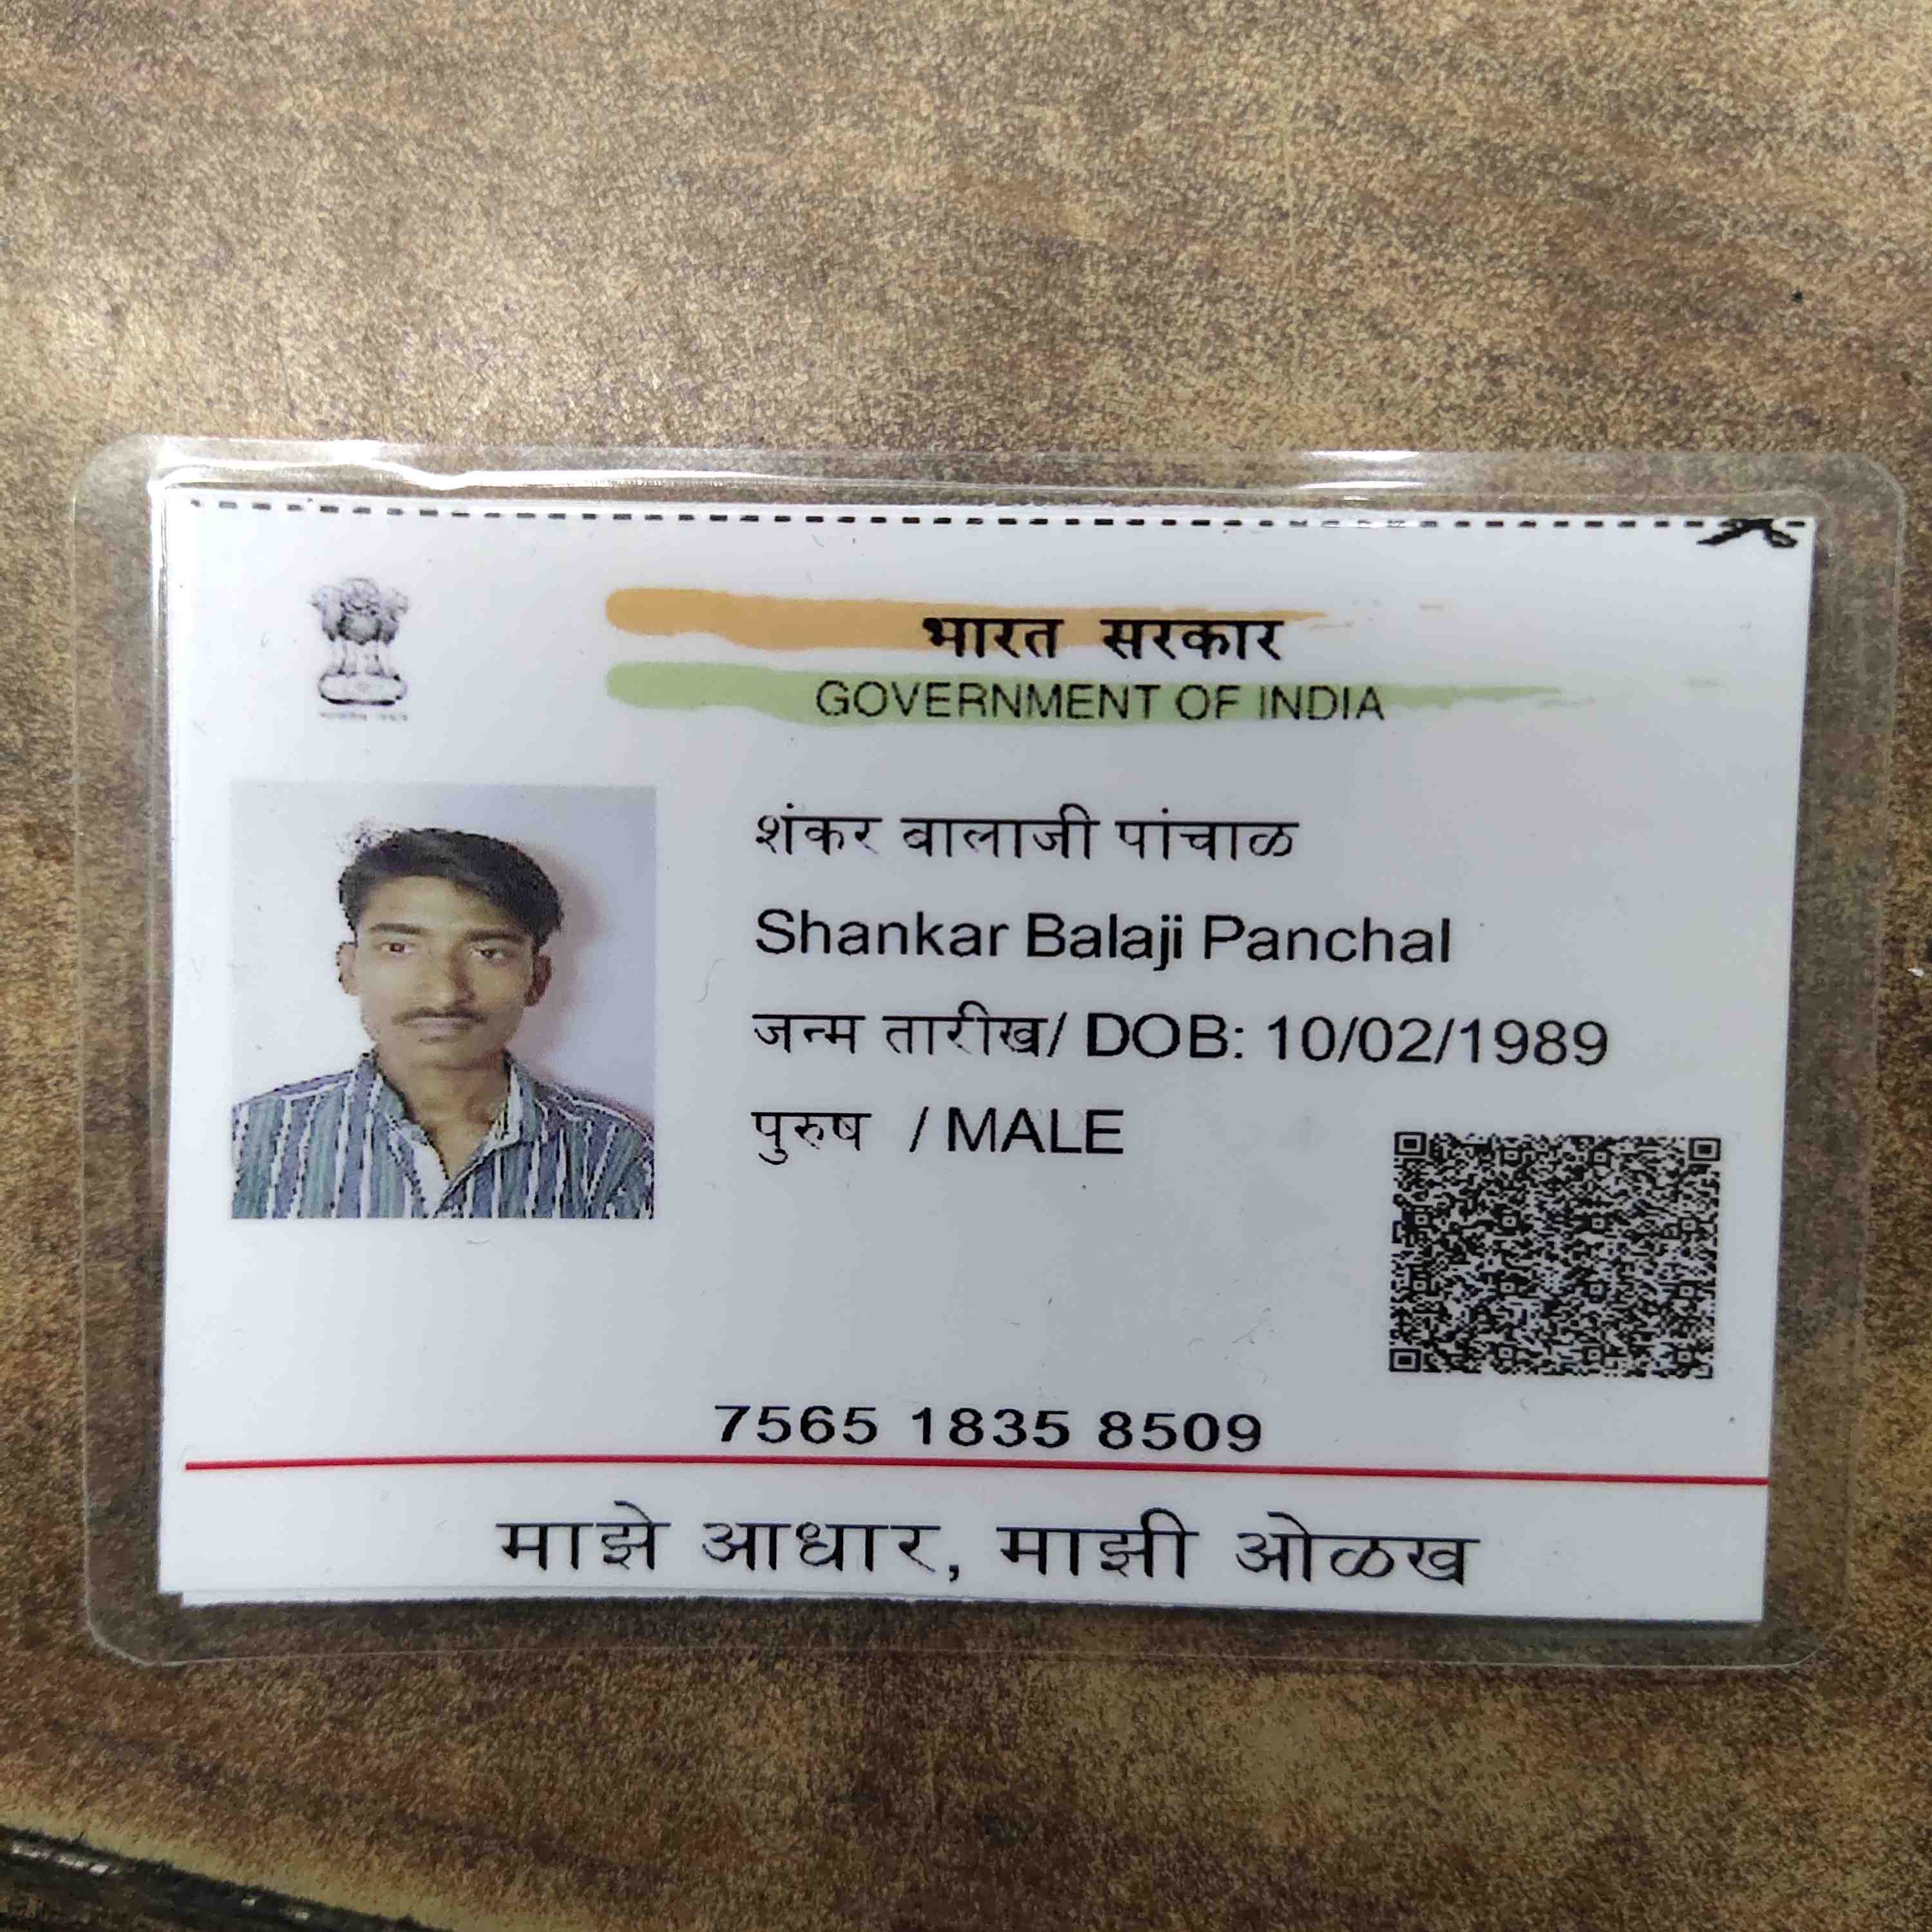 भारत सरकार
GOVERNMENT OF INDIA
शंकर बालाजी पांचाळ
Shankar Balaji Panchal
जन्म तारीख/ DOB: 10/02/1989
पुरुष / MALE
7565 1835 8509
माझे आधार, माझी ओळख